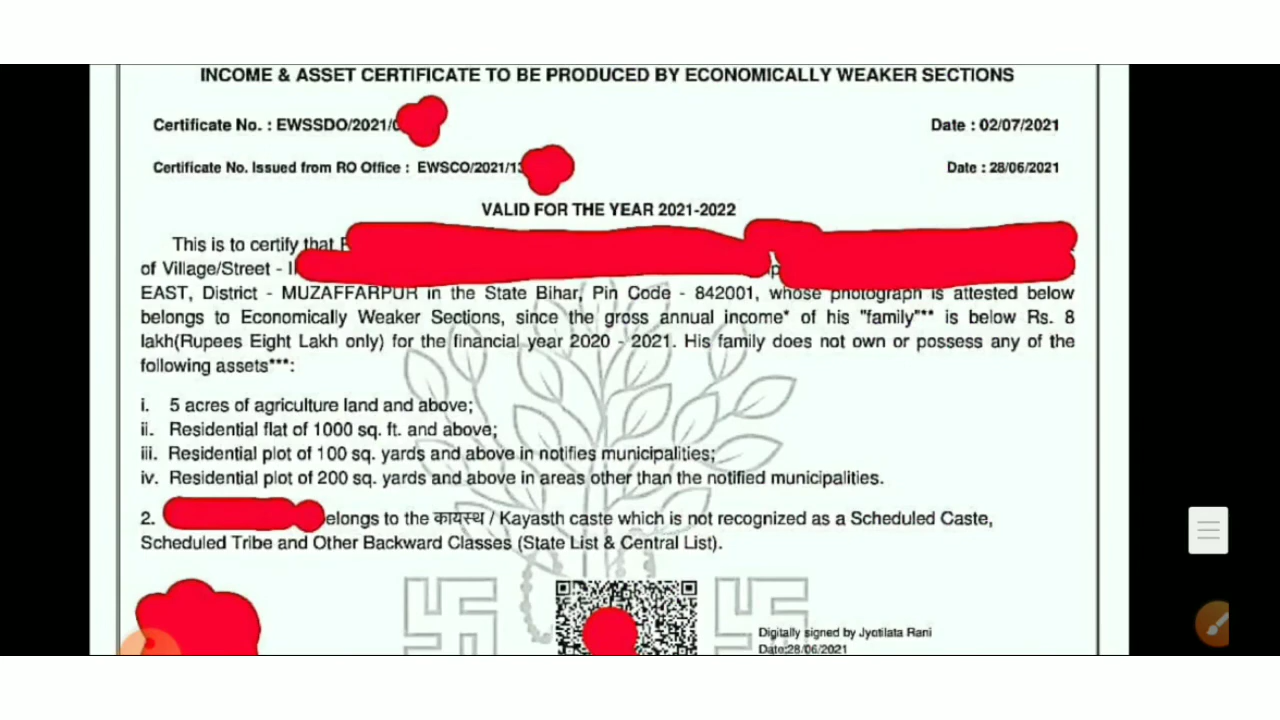 INCOME & ASSET CERTIFICATE TO BE PRODUCED BY ECONOMICALLY WEAKER SECTIONS
Certificate No. : EWSSDO/2021/ Date : 02/07/2021
Certificate No. Issued from RO Office : EWSCO/2021/1 Date : 28/06/2021
VALID FOR THE YEAR 2021-2022
This is to certify that
of Village/Street -
EAST, District - MUZAFFARPUR in the State Bihar, Pin Code - 842001, whose photograph is attested below
belongs to Economically Weaker Sections, since the gross annual income* of his "family"** is below Rs. 8
lakh(Rupees Eight Lakh only) for the financial year 2020 - 2021. His family does not own or possess any of the
following assets***:
i. 5 acres of agriculture land and above;
ii. Residential flat of 1000 sq. ft. and above;
iii. Residential plot of 100 sq. yards and above in notifies municipalities;
iv. Residential plot of 200 sq. yards and above in areas other than the notified municipalities.
2. elongs to the कायस्थ / Kayasth caste which is not recognized as a Scheduled Caste,
Scheduled Tribe and Other Backward Classes (State List & Central List).
Digitally signed by Jyotilata Rani
Date:28/06/2021